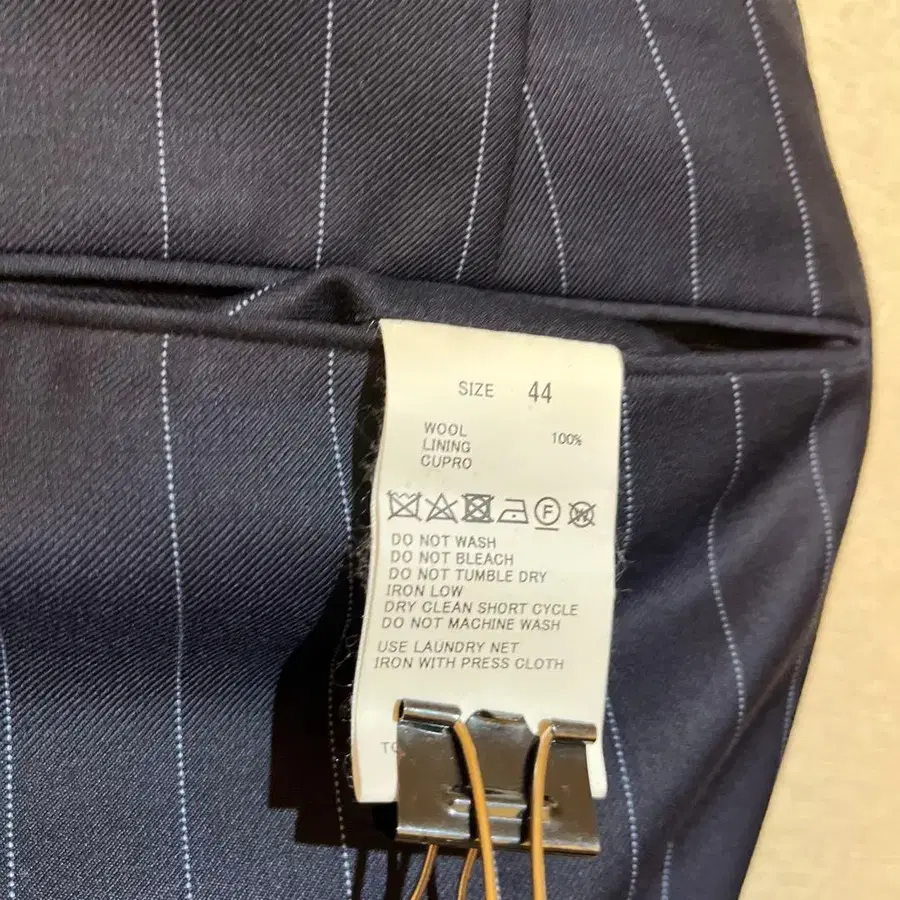 SIZE 44
WOOL 100%
LINING
CUPRO
F W
DO NOT WASH
DO NOT BLEACH
DO NOT TUMBLE DRY
IRON LOW
DRY CLEAN SHORT CYCLE
DO NOT MACHINE WASH
USE LAUNDRY NET
IRON WITH PRESS CLOTH